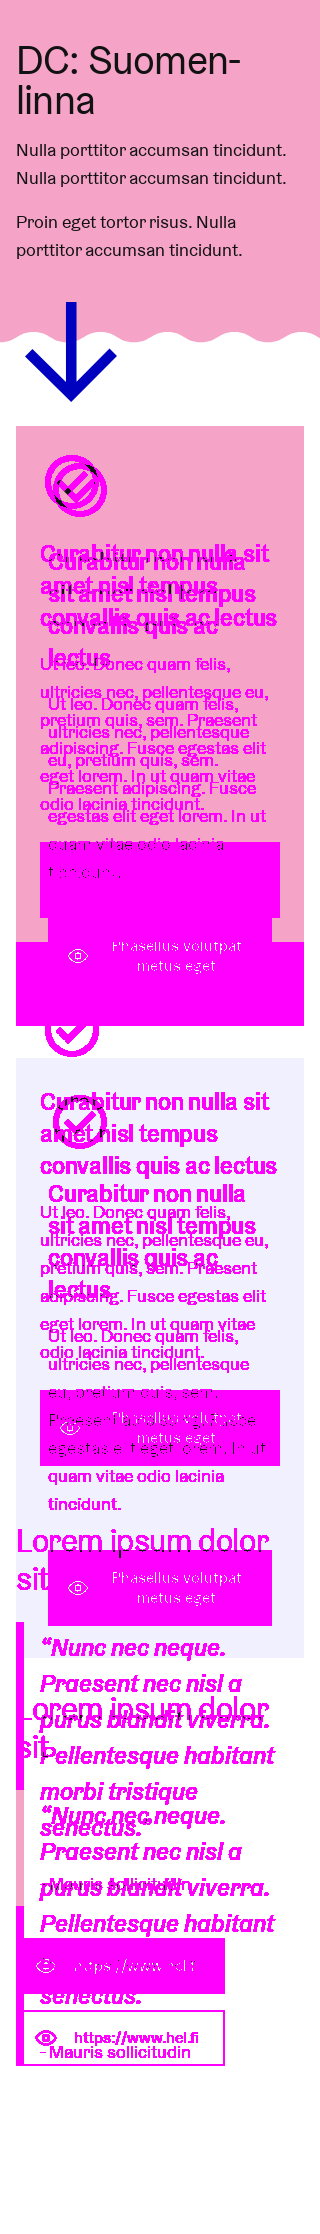 DC: Suomen-
linna
Nulla porttitor accumsan tincidunt.
Nulla porttitor accumsan tincidunt.
Proin eget tortor risus. Nulla
porttitor accumsan tincidunt.
Curabitur non nulla sit
amet nisl tempus
convallis quis ac lectus
Curabitur non nulla
sit amet nisl tempus
convallis quis ac
lectus
Ut leo. Donec quam felis,
ultricies nec, pellentesque eu,
pretium quis, sem. Praesent
adipiscing. Fusce egestas elit
eget lorem. In ut quam vitae
odio lacinia tincidunt.
Ut leo. Donec quam felis,
ultricies nec, pellentesque
eu, pretium quis, sem.
Praesent adipiscing. Fusce
egestas elit eget lorem. In ut
quam vitae odio lacinia
tincidunt.
Phasellus volutpat
metus eget
Curabitur non nulla sit
amet nisl tempus
convallis quis ac lectus
Curabitur non nulla
sit amet nisl tempus
convallis quis ac
lectus
Ut leo. Donec quam felis,
ultricies nec, pellentesque eu,
pretium quis, sem. Praesent
adipiscing. Fusce egestas elit
eget lorem. In ut quam vitae
odio lacinia tincidunt.
Ut leo. Donec quam felis,
ultricies nec, pellentesque
eu, pretium quis, sem.
Praesent adipiscing. Fusce
egestas elit eget lorem. In ut
quam vitae odio lacinia
tincidunt.
Phasellus volutpat
metus eget
Phasellus volutpat
metus eget
Lorem ipsum dolor
sit
“Nunc nec neque.
Praesent nec nisl a
purus blandit viverra.
Pellentesque habitant
morbi tristique
senectus.”
- Mauris sollicitudin
Lorem ipsum dolor
sit
“Nunc nec neque.
Praesent nec nisl a
purus blandit viverra.
Pellentesque habitant
senectus.
- Mauris sollicitudin
https://www.hel.fi
https://www.hel.fi